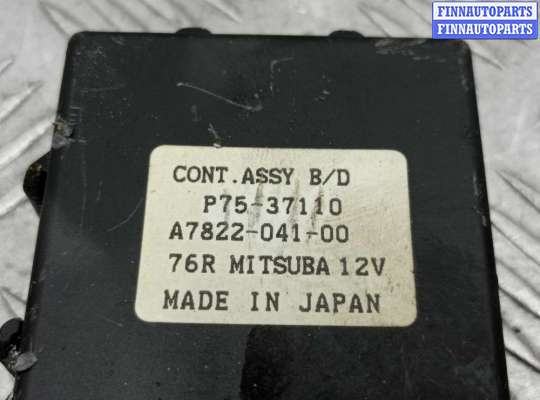 FINNAUTOPARTS
FINNAUTOPARTS
CONT.ASSY B/D
P75-37110
A7822-041-00
76R MITSUBA 12V
MADE IN JAPAN